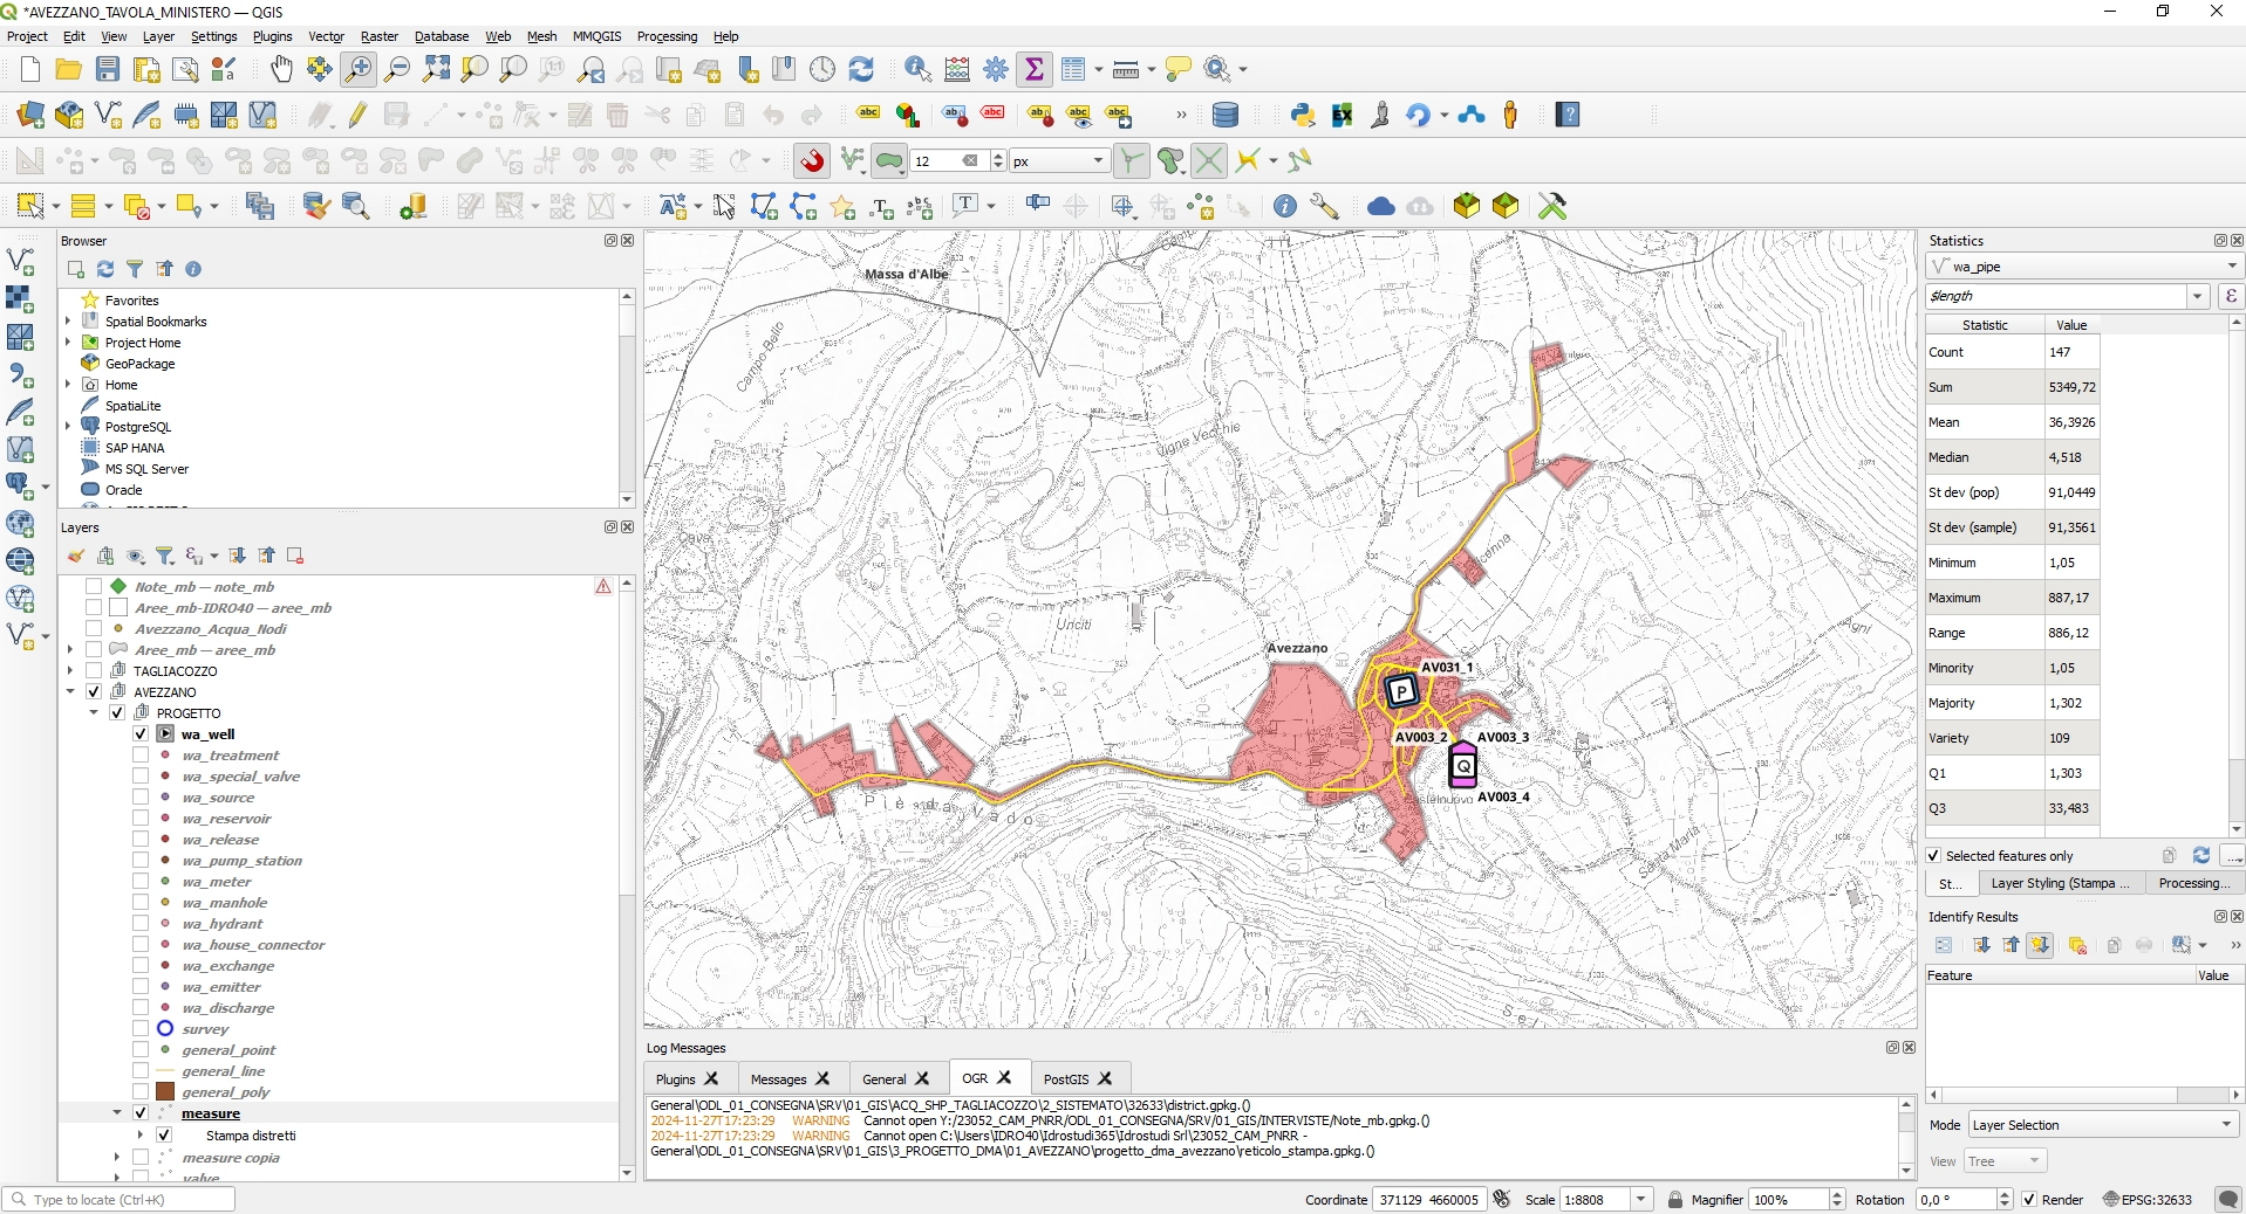 *AVEZZANO_TAVOLA_MINISTERO — QGIS
Project Edit View Layer Settings Plugins Vector Raster Database Web Mesh MMQGIS Processing Help
12 px
Browser
Favorites
Spatial Bookmarks
Project Home
GeoPackage
Home
SpatiaLite
PostgreSQL
SAP HANA
MS SQL Server
Oracle
Layers
Note_mb — note_mb
Aree_mb-IDRO40 — aree_mb
Avezzano_Acqua_Nodi
Aree_mb — aree_mb
TAGLIACOZZO
AVEZZANO
PROGETTO
wa_well
wa_treatment
wa_special_valve
wa_source
wa_reservoir
wa_release
wa_pump_station
wa_meter
wa_manhole
wa_hydrant
wa_house_connector
wa_exchange
wa_emitter
wa_discharge
survey
general_point
general_line
general_poly
measure
Stampa distretti
measure copia
valve
Massa d'Albe
Campo Bello
Vigne Vecchie
Cava
Unciti
Avezzano
AV031_1
P
AV003_2
AV003_3
Q
AV003_4
Castelnuovo
Santa Maria
Log Messages
Plugins Messages General OGR PostGIS
General\ODL_01_CONSEGNA\SRV\01_GIS\ACQ_SHP_TAGLIACOZZO\2_SISTEMATO\32633\district.gpkg.()
2024-11-27T17:23:29 WARNING Cannot open Y:/23052_CAM_PNRR/ODL_01_CONSEGNA/SRV/01_GIS/INTERVISTE/Note_mb.gpkg.()
2024-11-27T17:23:29 WARNING Cannot open C:\Users\IDRO40\Idrostudi365\Idrostudi Srl\23052_CAM_PNRR -
General\ODL_01_CONSEGNA\SRV\01_GIS\3_PROGETTO_DMA\01_AVEZZANO\progetto_dma_avezzano\reticolo_stampa.gpkg.()
Statistics
wa_pipe
$length
Statistic Value
Count 147
Sum 5349,72
Mean 36,3926
Median 4,518
St dev (pop) 91,0449
St dev (sample) 91,3561
Minimum 1,05
Maximum 887,17
Range 886,12
Minority 1,05
Majority 1,302
Variety 109
Q1 1,303
Q3 33,483
Selected features only
St... Layer Styling (Stampa ... Processing...
Identify Results
Feature Value
Mode Layer Selection
View Tree
Type to locate (Ctrl+K)
Coordinate 371129 4660005 Scale 1:8808 Magnifier 100% Rotation 0,0 ° Render EPSG:32633